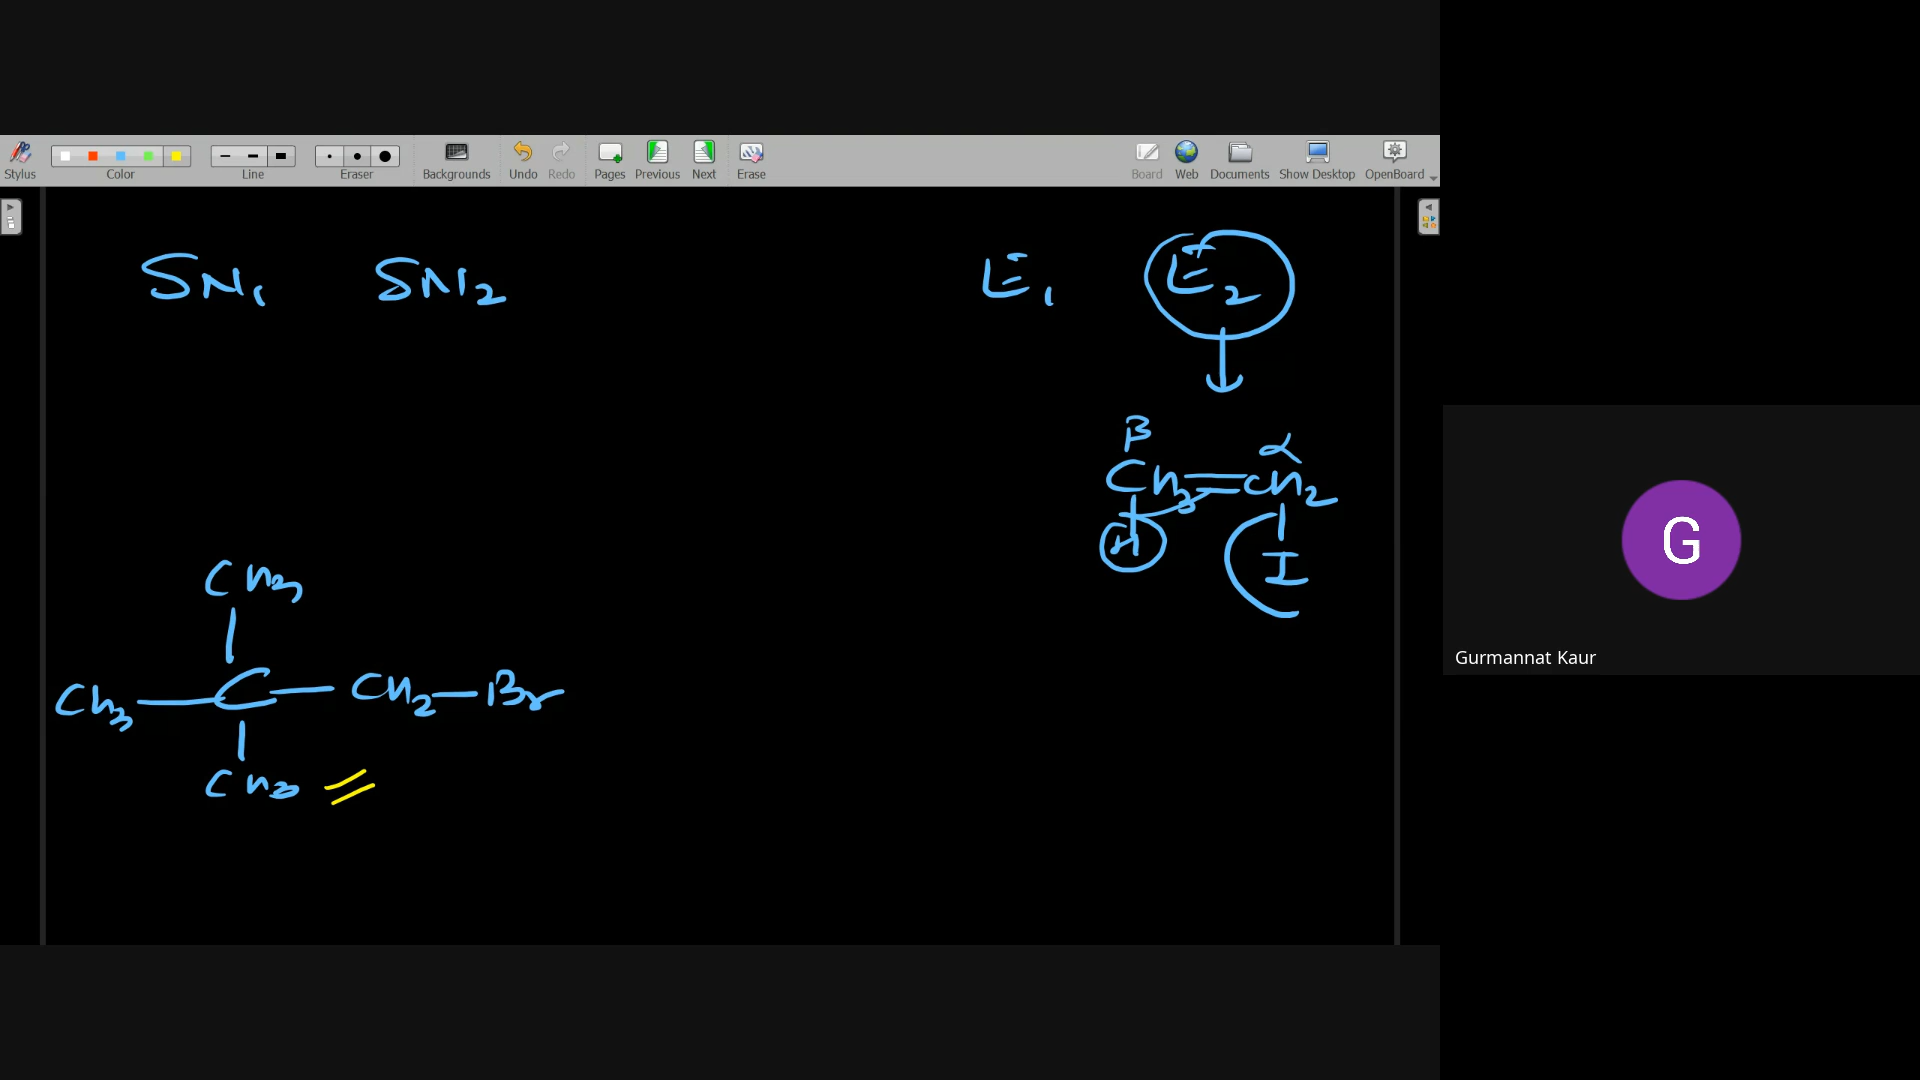 Stylus Color Line Eraser Backgrounds Undo Redo Pages Previous Next Erase Board Web Documents Show Desktop OpenBoard
SN1 SN2 E1 E2
β α
CH3 = CH2
H I
CH3
CH3 — C — CH2 — Br
CH3
G
Gurmannat Kaur